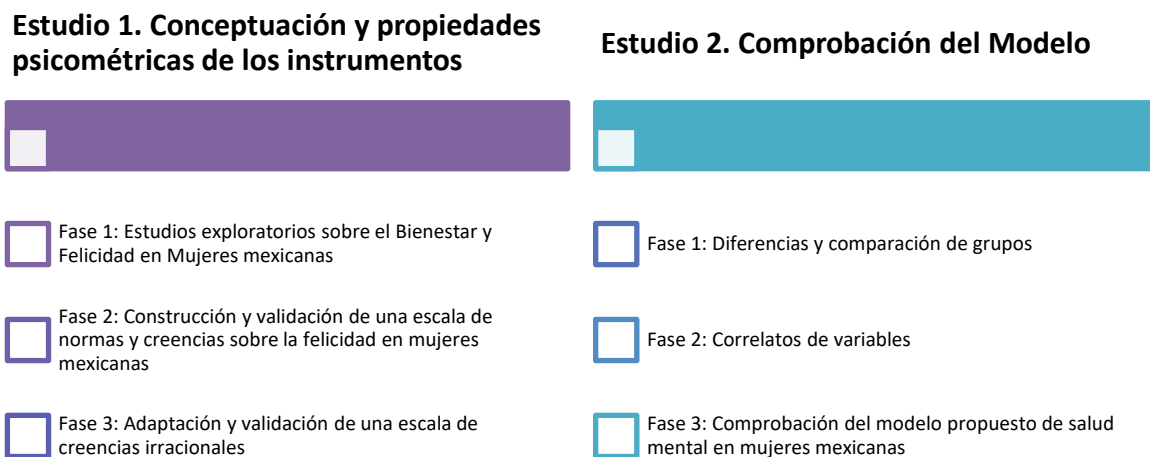 Estudio 1. Conceptuación y propiedades
psicométricas de los instrumentos
Fase 1: Estudios exploratorios sobre el Bienestar y
Felicidad en Mujeres mexicanas
Fase 2: Construcción y validación de una escala de
normas y creencias sobre la felicidad en mujeres
mexicanas
Fase 3: Adaptación y validación de una escala de
creencias irracionales
Estudio 2. Comprobación del Modelo
Fase 1: Diferencias y comparación de grupos
Fase 2: Correlatos de variables
Fase 3: Comprobación del modelo propuesto de salud
mental en mujeres mexicanas